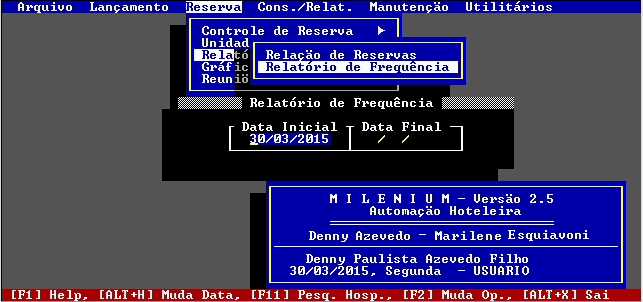 Arquivo Lançamento Reserva Cons./Relat. Manutenção Utilitários
Controle de Reserva ►
Unidad
Relató
Gráfic
Reuniö
Relação de Reservas
Relatório de Frequência
Relatório de Frequência
Data Inicial Data Final
30/03/2015 / /
M I L E N I U M - Versão 2.5
Automação Hoteleira
Denny Azevedo - Marilene Esquiavoni
Denny Paulista Azevedo Filho
30/03/2015, Segunda - USUARIO
[F1] Help, [ALT+H] Muda Data, [F11] Pesq. Hosp., [F2] Muda Op., [ALT+X] Sai